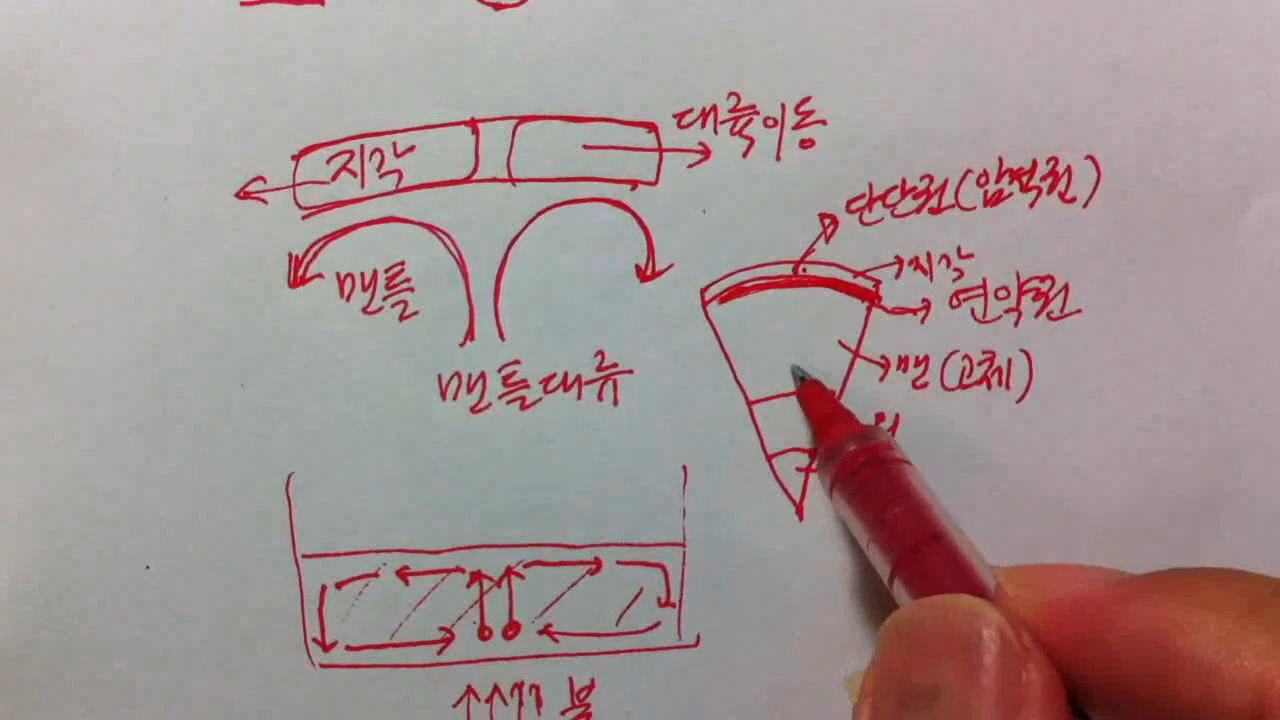 대륙이동
지각
단단권(암석권)
지각
맨틀
연약권
맨틀대류
맨(고체)
불